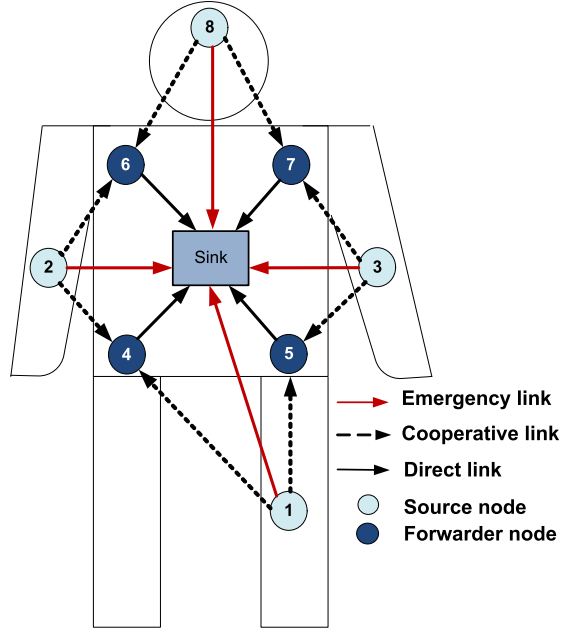 8
6
7
2
Sink
3
4
5
1
Emergency link
Cooperative link
Direct link
Source node
Forwarder node